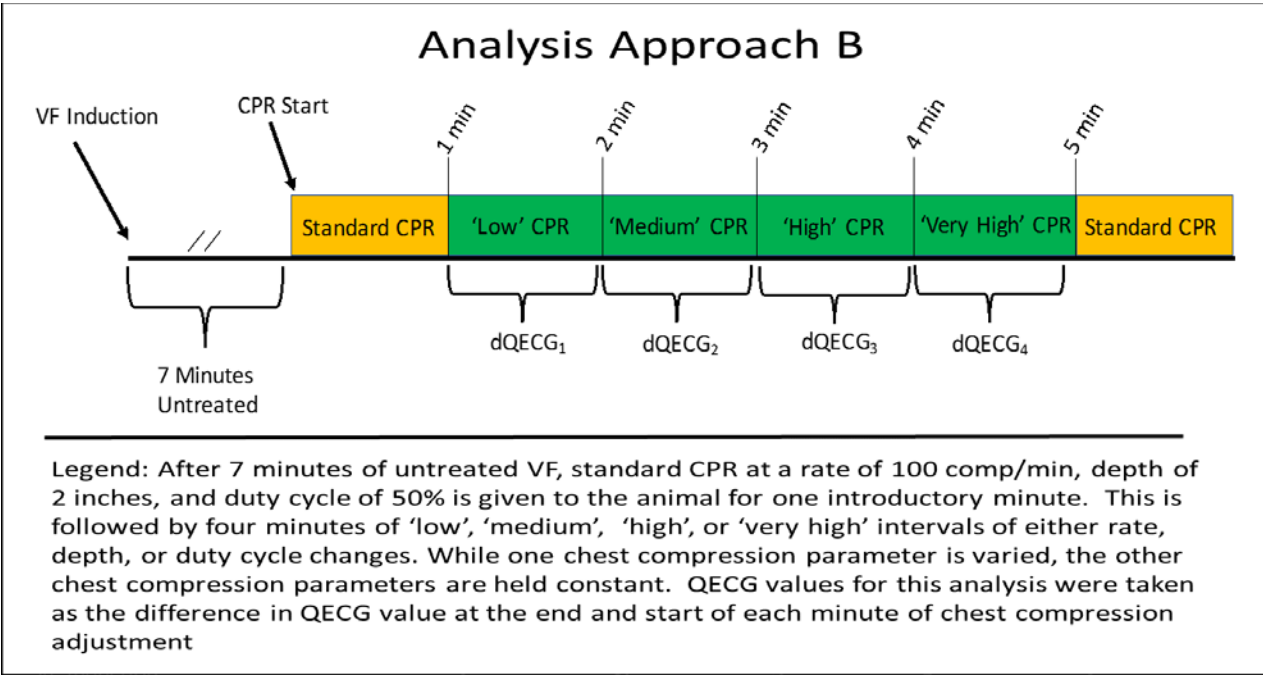 Analysis Approach B
VF Induction
CPR Start
1 min
2 min
3 min
4 min
5 min
Standard CPR
‘Low’ CPR
‘Medium’ CPR
‘High’ CPR
‘Very High’ CPR
Standard CPR
dQECG₁
dQECG₂
dQECG₃
dQECG₄
7 Minutes
Untreated
Legend: After 7 minutes of untreated VF, standard CPR at a rate of 100 comp/min, depth of
2 inches, and duty cycle of 50% is given to the animal for one introductory minute.  This is
followed by four minutes of ‘low’, ‘medium’,  ‘high’, or ‘very high’ intervals of either rate,
depth, or duty cycle changes. While one chest compression parameter is varied, the other
chest compression parameters are held constant.  QECG values for this analysis were taken
as the difference in QECG value at the end and start of each minute of chest compression
adjustment